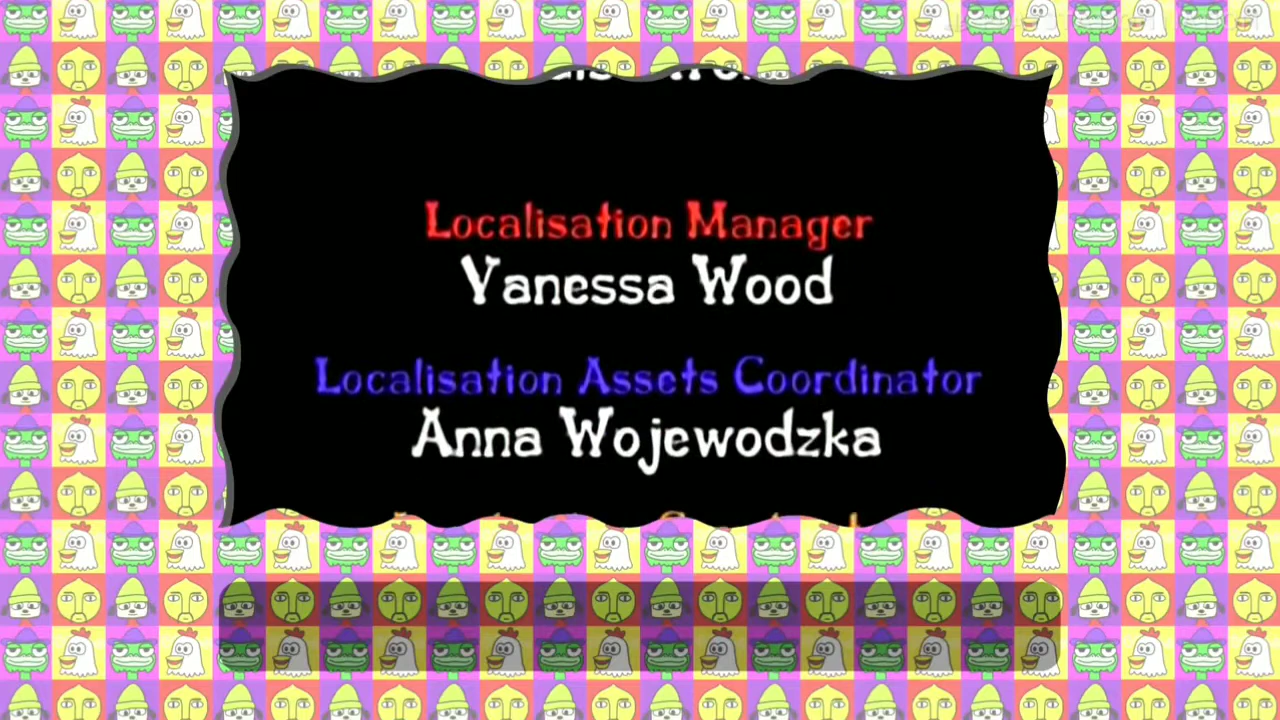 Localisation Manager
Vanessa Wood
Localisation Assets Coordinator
Anna Wojewodzka